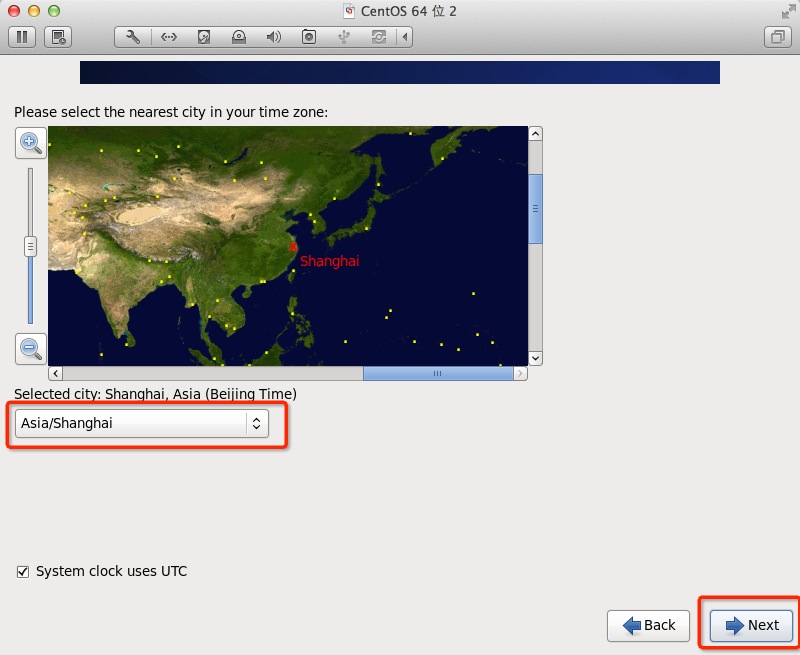 CentOS 64 位 2
Please select the nearest city in your time zone:
Shanghai
Selected city: Shanghai, Asia (Beijing Time)
Asia/Shanghai
System clock uses UTC
Back
Next